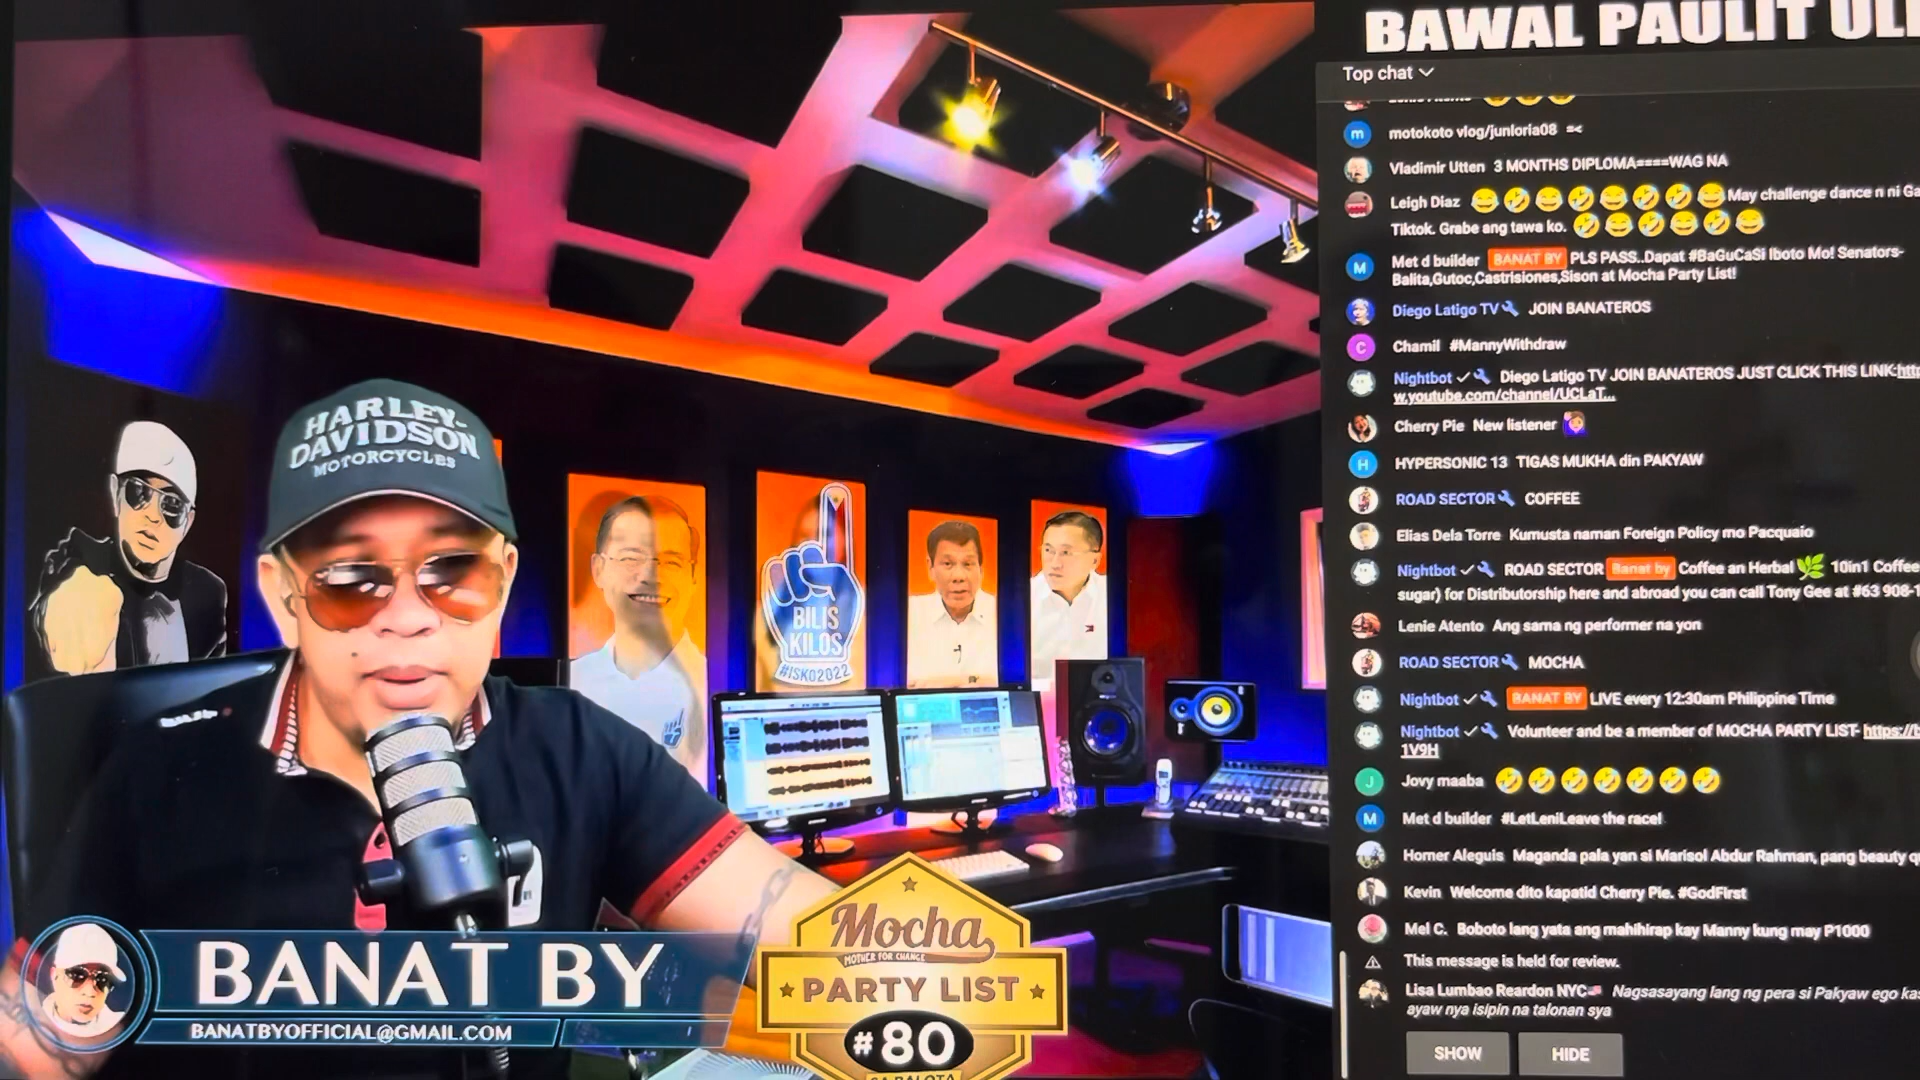 BAWAL PAULIT
Top chat
motokoto vlog/junloria08 =<
Vladimir Utten 3 MONTHS DIPLOMA====WAG NA
Leigh Diaz 😂🤣😂🤣😂🤣🤣😂 May challenge dance n ni
Tiktok. Grabe ang tawa ko. 🤣😂🤣😂🤣😂
Met d builder BANAT BY PLS PASS..Dapat #BaGuCaSi Iboto Mo! Senators-
Balita,Gutoc,Castrisiones,Sison at Mocha Party List!
Diego Latigo TV JOIN BANATEROS
Chamil #MannyWithdraw
Nightbot Diego Latigo TV JOIN BANATEROS JUST CLICK THIS LINK:
w.youtube.com/channel/UCLaT...
Cherry Pie New listener
HYPERSONIC 13 TIGAS MUKHA din PAKYAW
ROAD SECTOR COFFEE
Elias Dela Torre Kumusta naman Foreign Policy mo Pacquaio
Nightbot ROAD SECTOR Banat by Coffee an Herbal 🌿 10in1 Coffee
sugar) for Distributorship here and abroad you can call Tony Gee at #63 908-1
Lenie Atento Ang sama ng performer na yon
ROAD SECTOR MOCHA
Nightbot BANAT BY LIVE every 12:30am Philippine Time
Nightbot Volunteer and be a member of MOCHA PARTY LIST- https://b
1V9H
Jovy maaba 🤣🤣🤣🤣🤣🤣🤣
Met d builder #LetLeniLeave the race!
Homer Aleguis Maganda pala yan si Marisol Abdur Rahman, pang beauty
Kevin Welcome dito kapatid Cherry Pie. #GodFirst
Mel C. Boboto lang yata ang mahihirap kay Manny kung may P1000
This message is held for review.
Lisa Lumbao Reardon NYC🇺🇸 Nagsasayang lang ng pera si Pakyaw ego
ayaw nya isipin na talonan sya
SHOW HIDE
HARLEY-
DAVIDSON
MOTORCYCLES
BILIS
KILOS
#ISKO2022
BANAT BY
BANATBYOFFICIAL@GMAIL.COM
Mocha
MOTHER FOR CHANGE
PARTY LIST
#80
SA BALOTA